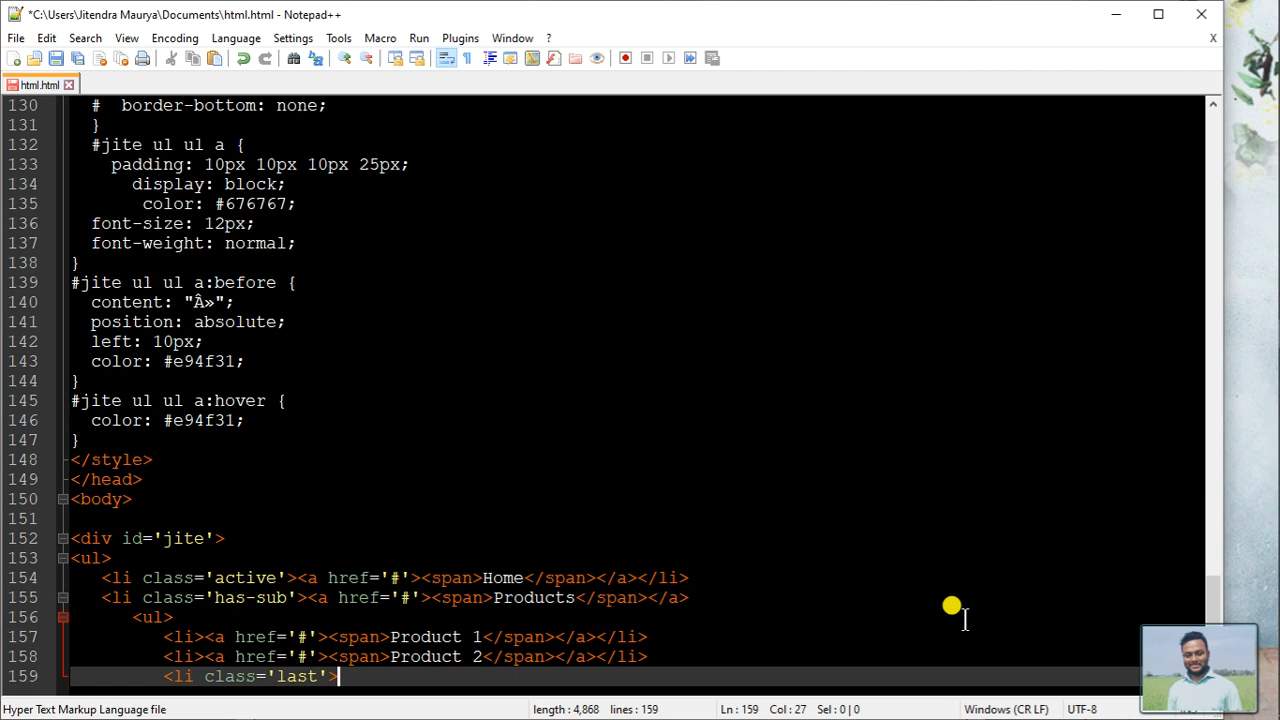 *C:\Users\Jitendra Maurya\Documents\html.html - Notepad++
File Edit Search View Encoding Language Settings Tools Macro Run Plugins Window ? X
html.html
130 # border-bottom: none;
131 }
132 #jite ul ul a {
133 padding: 10px 10px 10px 25px;
134 display: block;
135 color: #676767;
136 font-size: 12px;
137 font-weight: normal;
138 }
139 #jite ul ul a:before {
140 content: "Â»";
141 position: absolute;
142 left: 10px;
143 color: #e94f31;
144 }
145 #jite ul ul a:hover {
146 color: #e94f31;
147 }
148 </style>
149 </head>
150 <body>
151
152 <div id='jite'>
153 <ul>
154 <li class='active'><a href='#'><span>Home</span></a></li>
155 <li class='has-sub'><a href='#'><span>Products</span></a>
156 <ul>
157 <li><a href='#'><span>Product 1</span></a></li>
158 <li><a href='#'><span>Product 2</span></a></li>
159 <li class='last'>
Hyper Text Markup Language file length : 4,868 lines : 159 Ln : 159 Col : 27 Sel : 0 | 0 Windows (CR LF) UTF-8